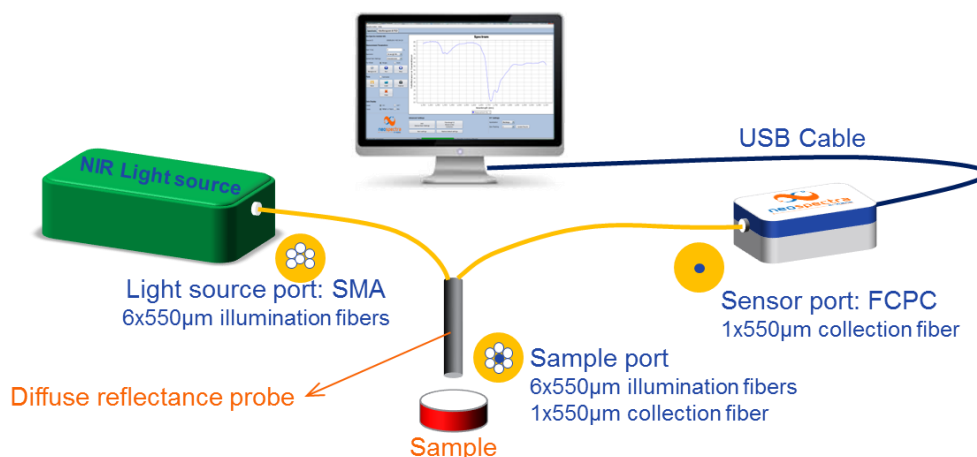 Spectrum
USB Cable
NIR Light source
neospectra
Light source port: SMA
6x550µm illumination fibers
Sensor port: FCPC
1x550µm collection fiber
Sample port
6x550µm illumination fibers
1x550µm collection fiber
Diffuse reflectance probe
Sample